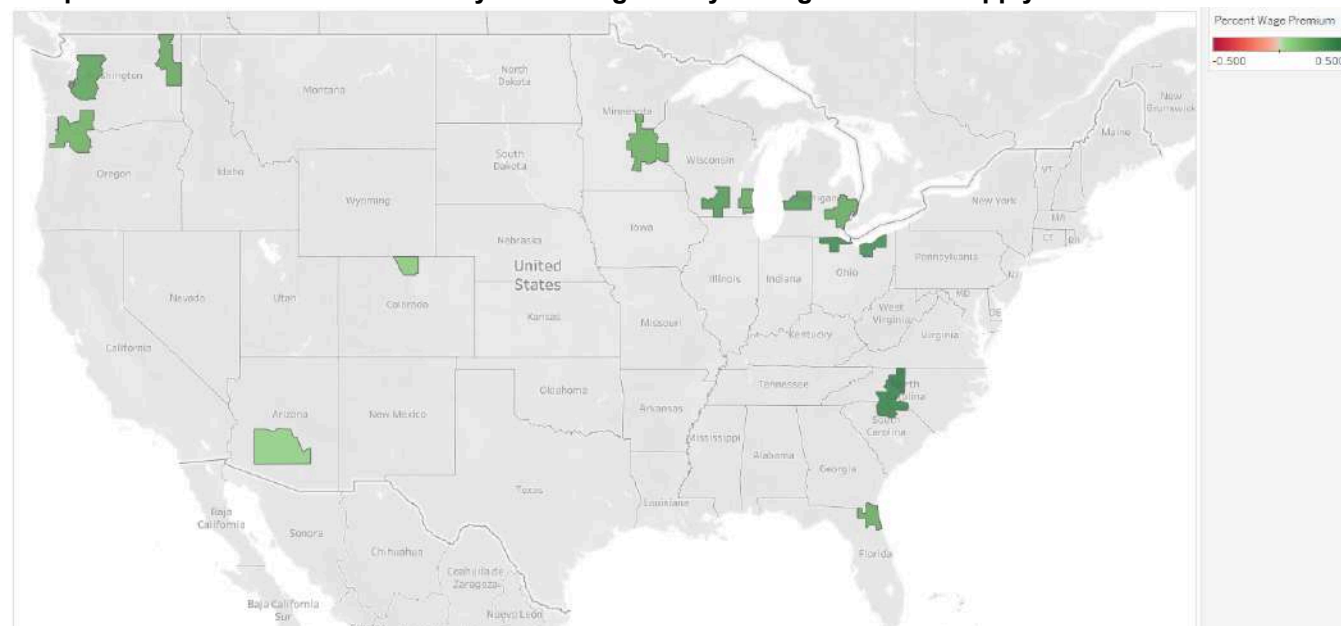 Percent Wage Premium
-0.500
0.500
North
Dakota
Montana
Minnesota
New
Brunswick
Maine
South
Dakota
Wisconsin
Oregon
Idaho
Wyoming
VT
New York
MA
CT
RI
Iowa
Nebraska
Pennsylvania
United
States
Illinois
Indiana
Ohio
NJ
MD
DE
Nevada
Utah
Colorado
Kansas
Missouri
West
Virginia
Virginia
Kentucky
California
Tennessee
Oklahoma
Arizona
New Mexico
Arkansas
South
Carolina
Mississippi
Alabama
Georgia
Texas
Louisiana
Baja
California
Sonora
Florida
Chihuahua
Coahuila de
Zaragoza
Baja California
Sur
Nuevo León